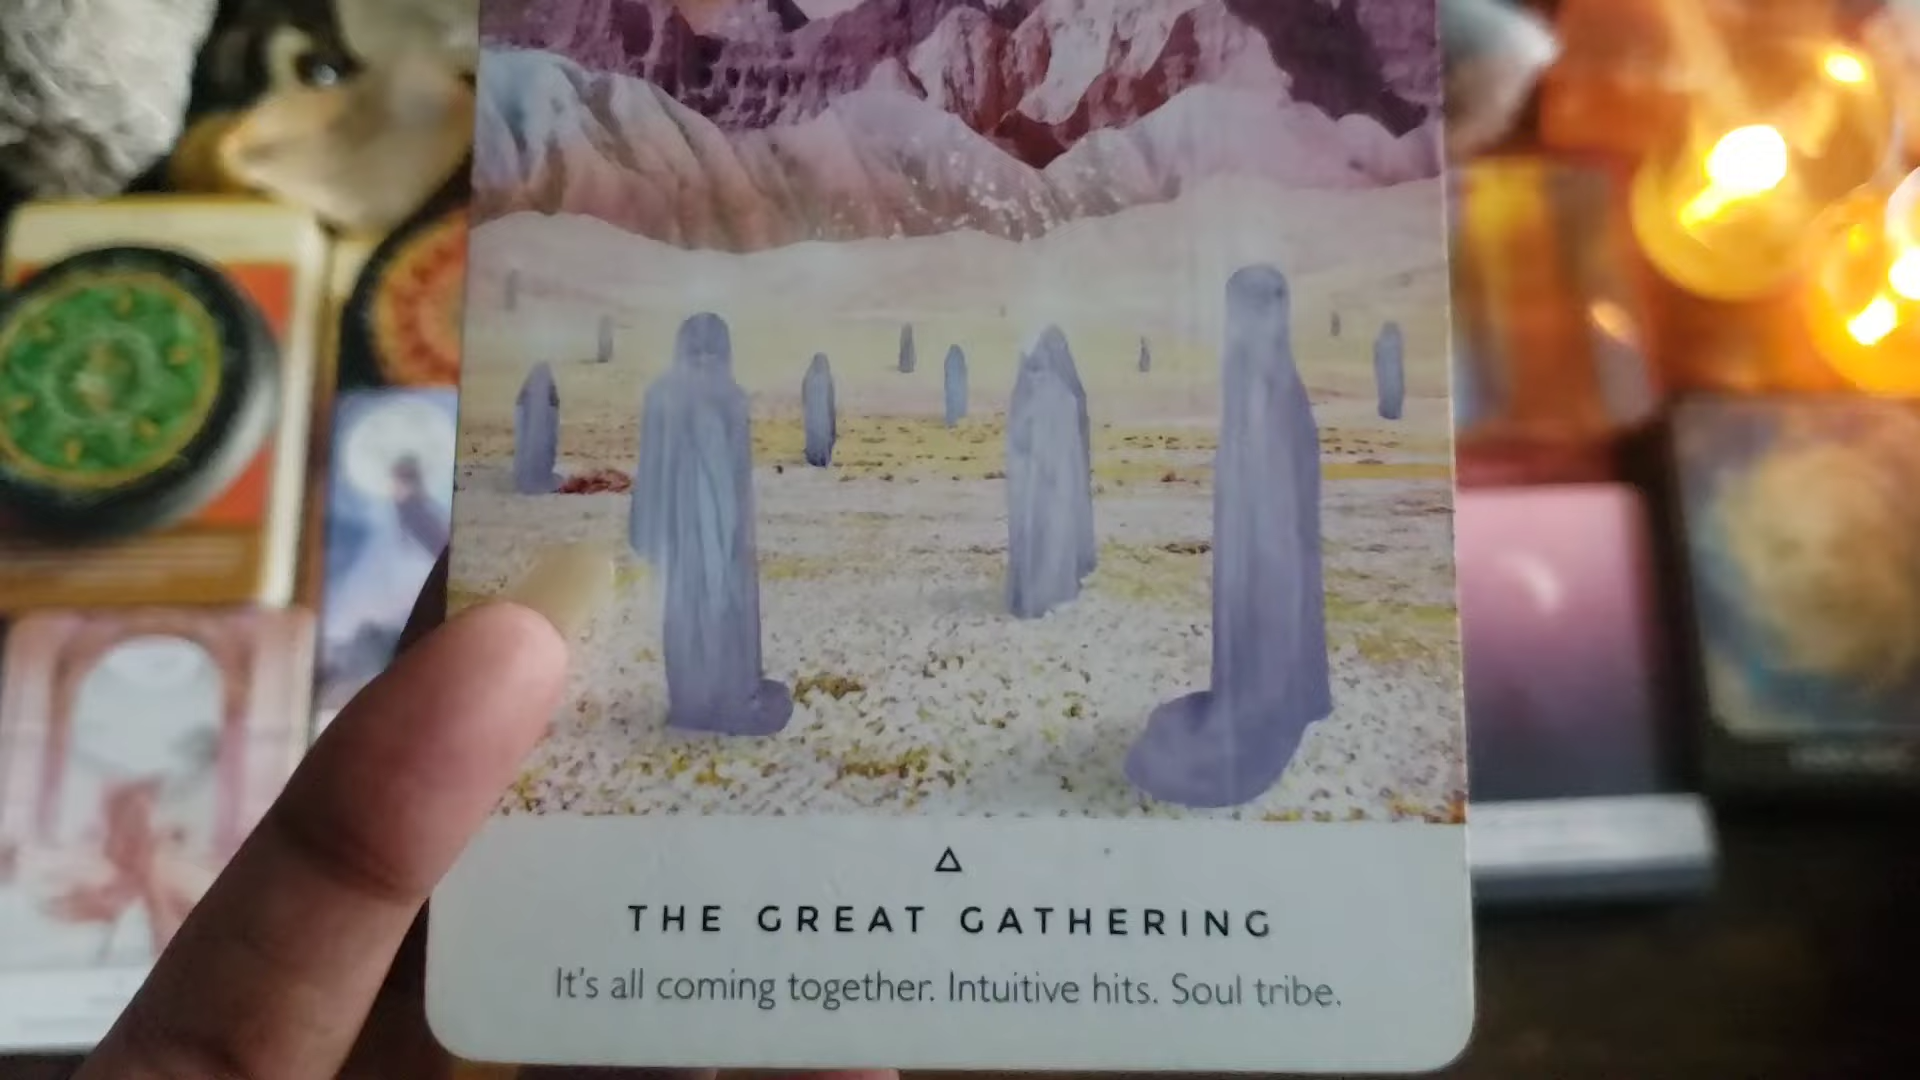 THE GREAT GATHERING
It's all coming together. Intuitive hits. Soul tribe.